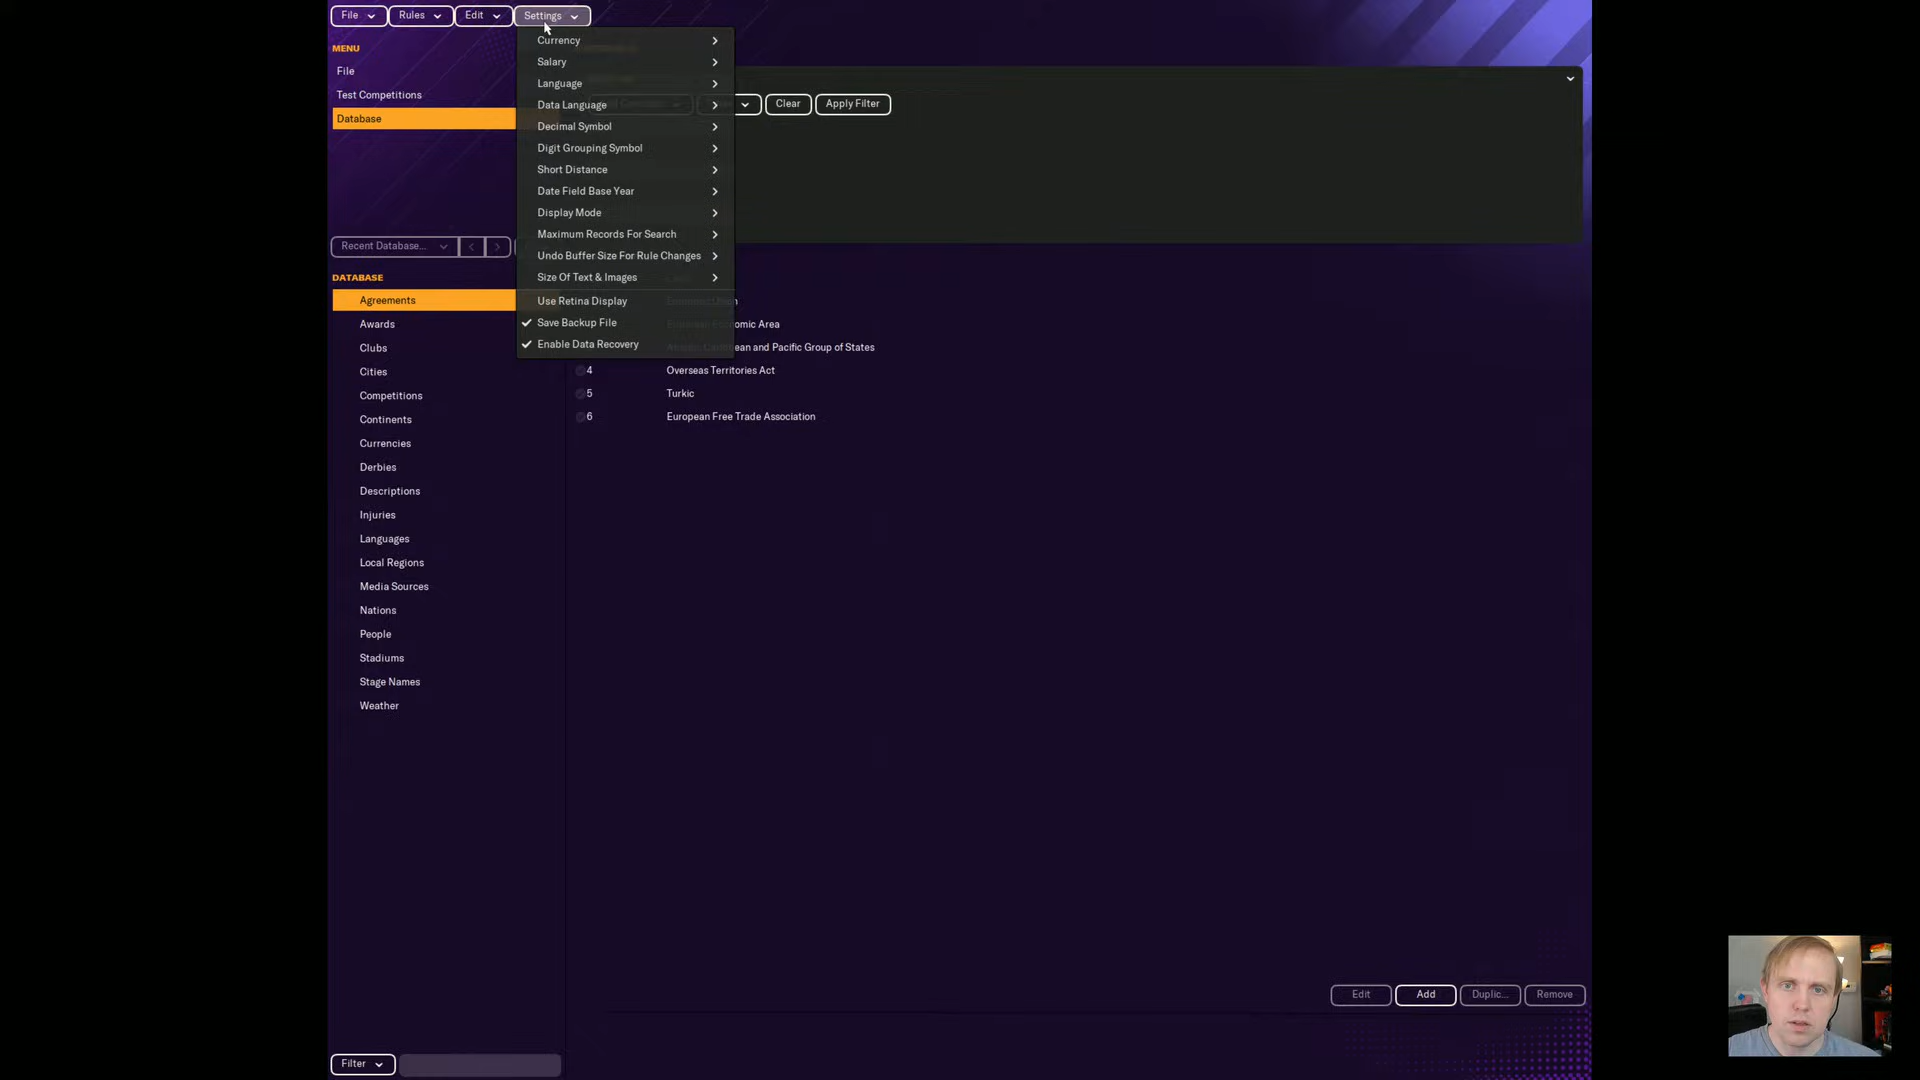 File
Rules
Edit
Settings
MENU
File
Test Competitions
Database
Currency
Salary
Language
Data Language
Decimal Symbol
Digit Grouping Symbol
Short Distance
Date Field Base Year
Display Mode
Maximum Records For Search
Undo Buffer Size For Rule Changes
Size Of Text & Images
Use Retina Display
Save Backup File
Enable Data Recovery
Clear
Apply Filter
Recent Database...
DATABASE
Agreements
Awards
Clubs
Cities
Competitions
Continents
Currencies
Derbies
Descriptions
Injuries
Languages
Local Regions
Media Sources
Nations
People
Stadiums
Stage Names
Weather
European Economic Area
African, Caribbean and Pacific Group of States
4 Overseas Territories Act
5 Turkic
6 European Free Trade Association
Edit
Add
Duplic...
Remove
Filter